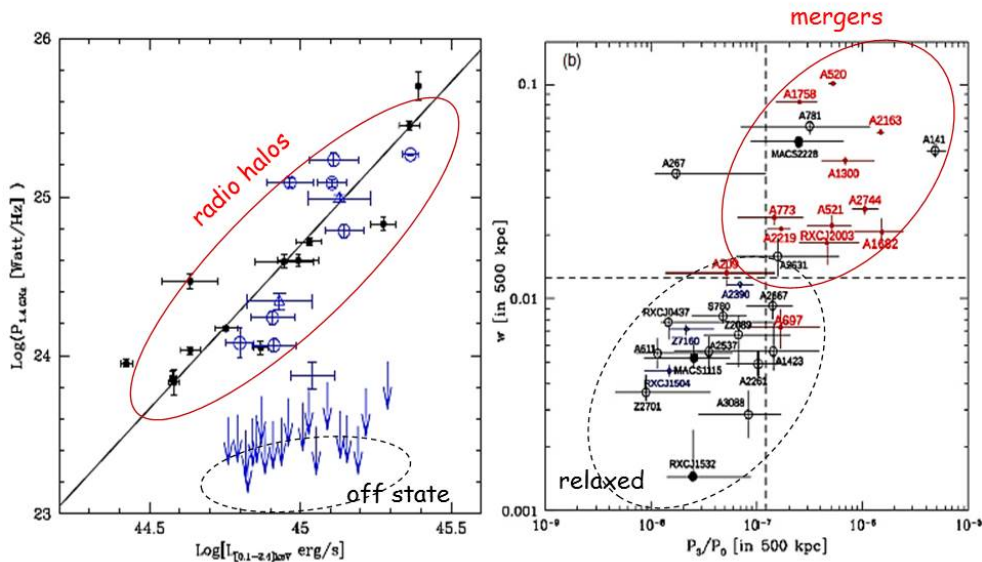 26
25
24
23
44.5
45
45.5
Log(P1.4GHz [Watt/Hz])
Log[L[0.1-2.4]keV erg/s]
radio halos
off state
mergers
(b)
0.1
0.01
0.001
w [in 500 kpc]
A520
A1758
A781
A2163
MACS2228
A141
A267
A1300
A773
A521
A2744
A2219
RXCJ2003
A1682
A209
A9631
A2390
A2667
RXCJ0437
S780
A697
Z7160
Z2089
A611
A2537
MACS1115
A1423
RXCJ1504
A2261
Z2701
A3088
RXCJ1532
relaxed
10⁻⁹
10⁻⁸
10⁻⁷
10⁻⁶
10⁻⁵
P₃/P₀ [in 500 kpc]